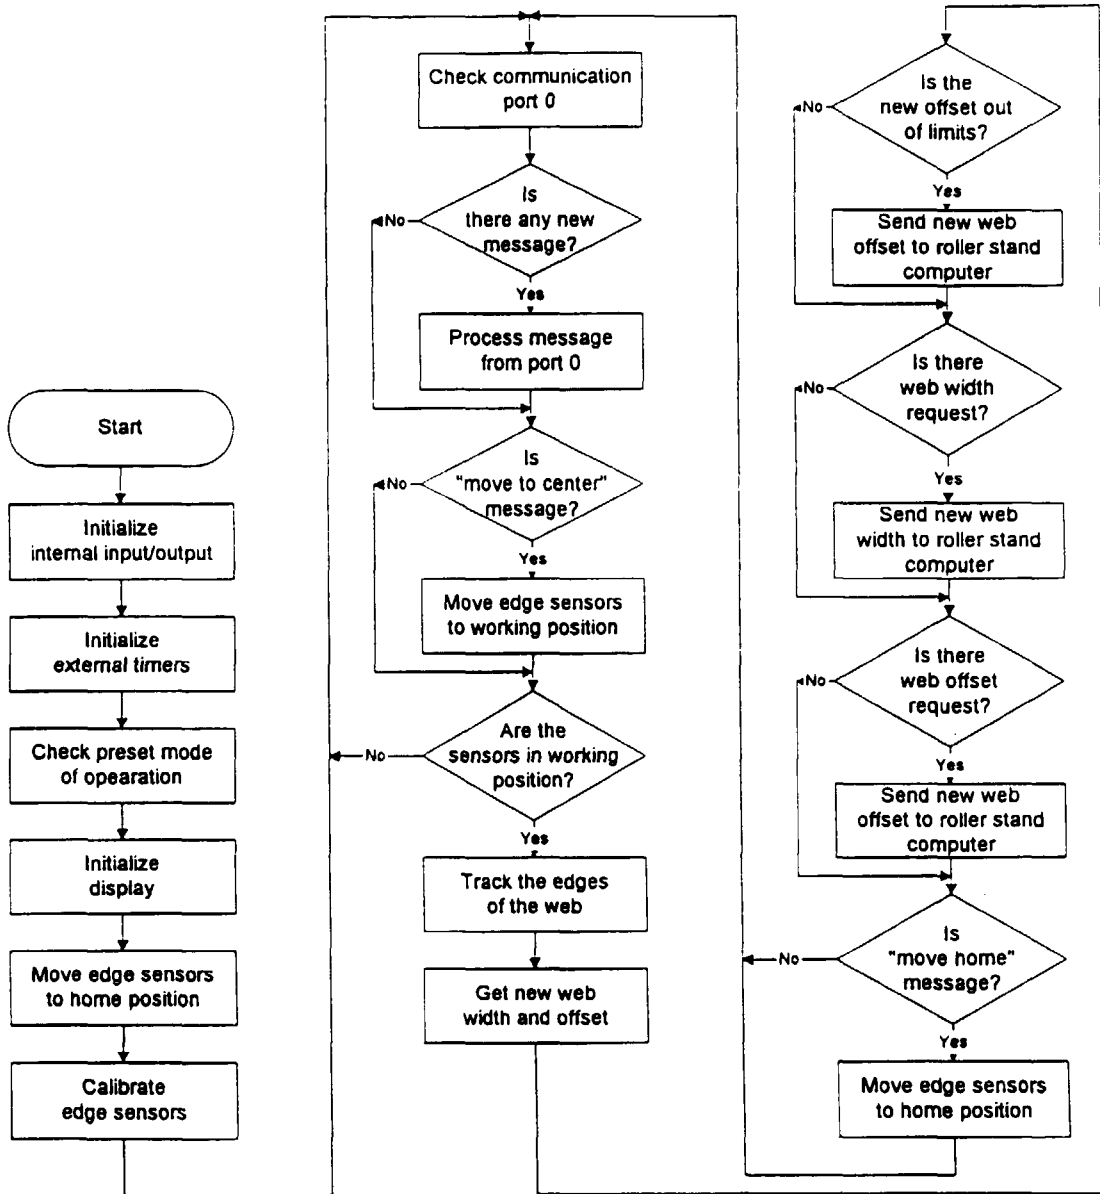 Start
Initialize
internal input/output
Initialize
external timers
Check preset mode
of opearation
Initialize
display
Move edge sensors
to home position
Calibrate
edge sensors
Check communication
port 0
Is
there any new
message?
No
Yes
Process message
from port 0
Is
"move to center"
message?
No
Yes
Move edge sensors
to working position
Are the
sensors in working
position?
No
Yes
Track the edges
of the web
Get new web
width and offset
Is the
new offset out
of limits?
No
Yes
Send new web
offset to roller stand
computer
Is there
web width
request?
No
Yes
Send new web
width to roller stand
computer
Is there
web offset
request?
No
Yes
Send new web
offset to roller stand
computer
Is
"move home"
message?
No
Yes
Move edge sensors
to home position